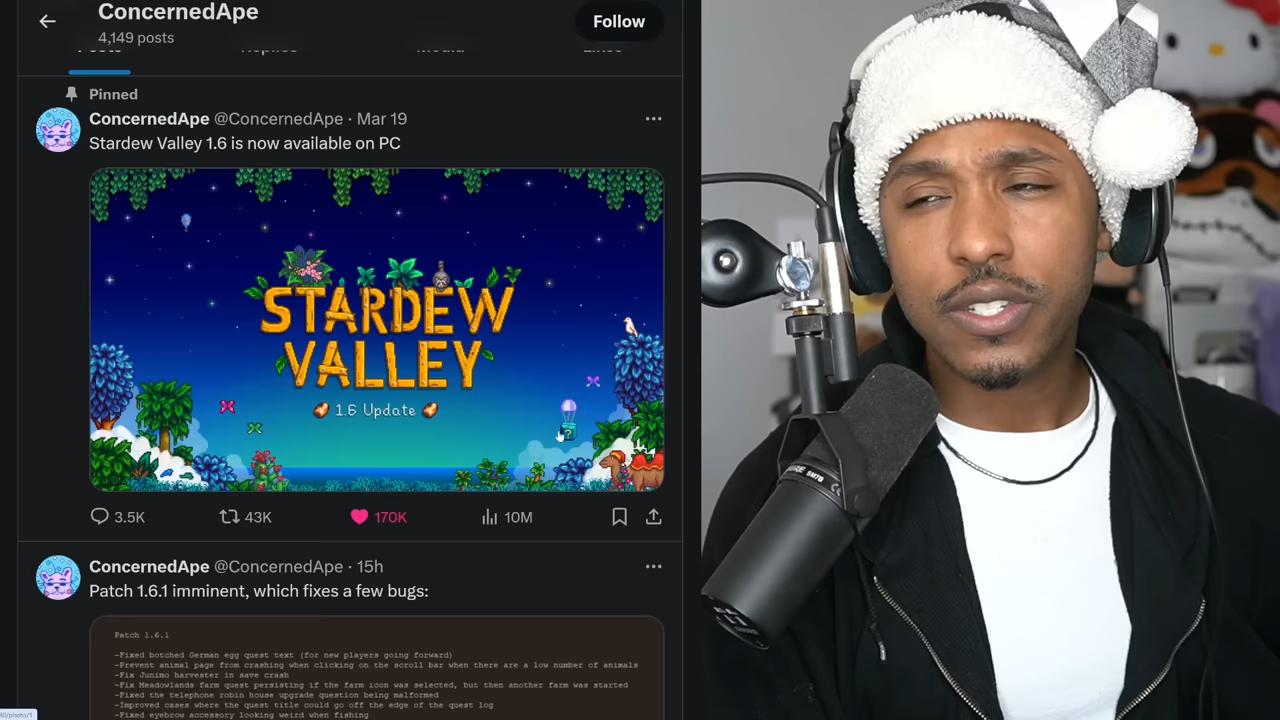 ConcernedApe
4,149 posts
Follow
Posts Replies Media Likes
Pinned
ConcernedApe @ConcernedApe · Mar 19
Stardew Valley 1.6 is now available on PC
STARDEW
VALLEY
1.6 Update
3.5K 43K 170K 10M
ConcernedApe @ConcernedApe · 15h
Patch 1.6.1 imminent, which fixes a few bugs:
Patch 1.6.1
-Fixed botched German egg quest text (for new players going forward)
-Prevent animal page from crashing when clicking on the scroll bar when there are a low number of animals
-Fix Junimo harvester in save crash
-Fix Meadowlands farm quest persisting if the farm icon was selected, but then another farm was started
-Fixed the telephone robin house upgrade question being malformed
-Improved cases where the quest title could go off the edge of the quest log
-Fixed eyebrow accessory looking weird when fishing
SM7B